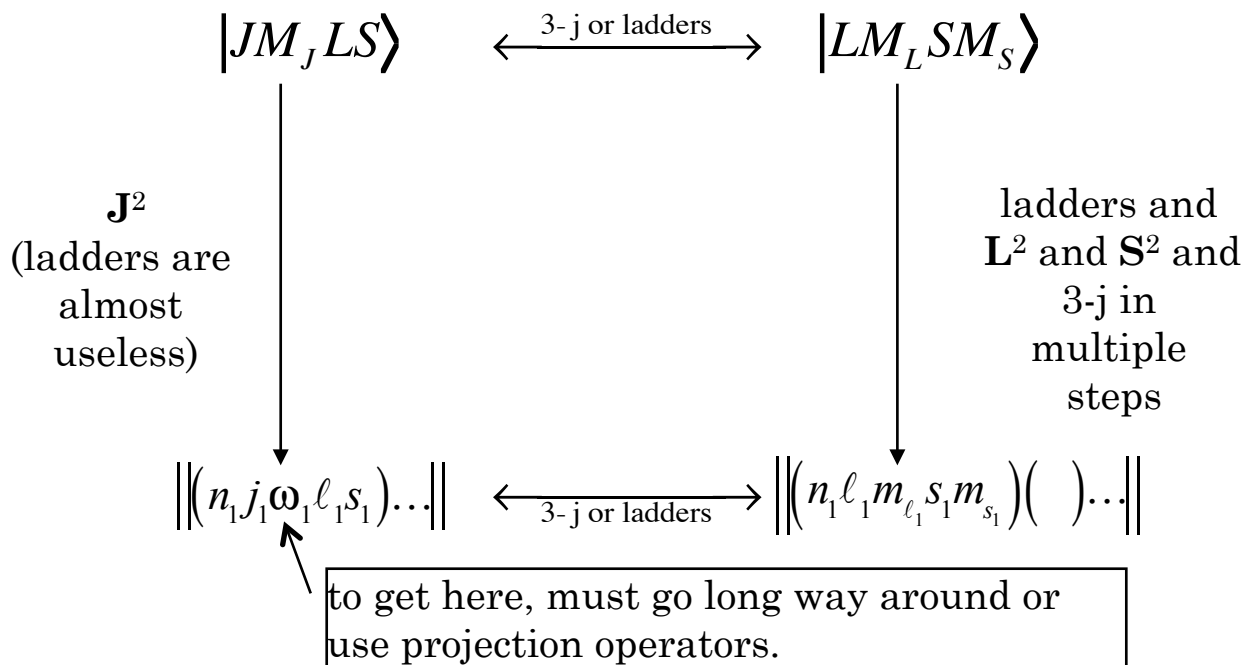 |JM_J LS⟩
3- j or ladders
|LM_L SM_S⟩
J²
(ladders are
almost
useless)
ladders and
L² and S² and
3-j in
multiple
steps
‖(n₁j₁ω₁ℓ₁s₁)…‖
3- j or ladders
‖(n₁ℓ₁m_ℓ₁s₁m_s₁)( )…‖
to get here, must go long way around or
use projection operators.